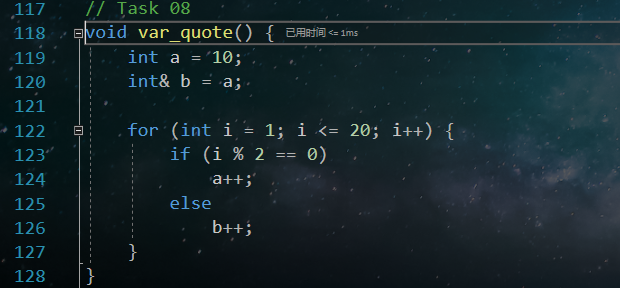 117 // Task 08
118 void var_quote() { 已用时间 <= 1ms
119     int a = 10;
120     int& b = a;
121
122     for (int i = 1; i <= 20; i++) {
123         if (i % 2 == 0)
124             a++;
125         else
126             b++;
127     }
128 }